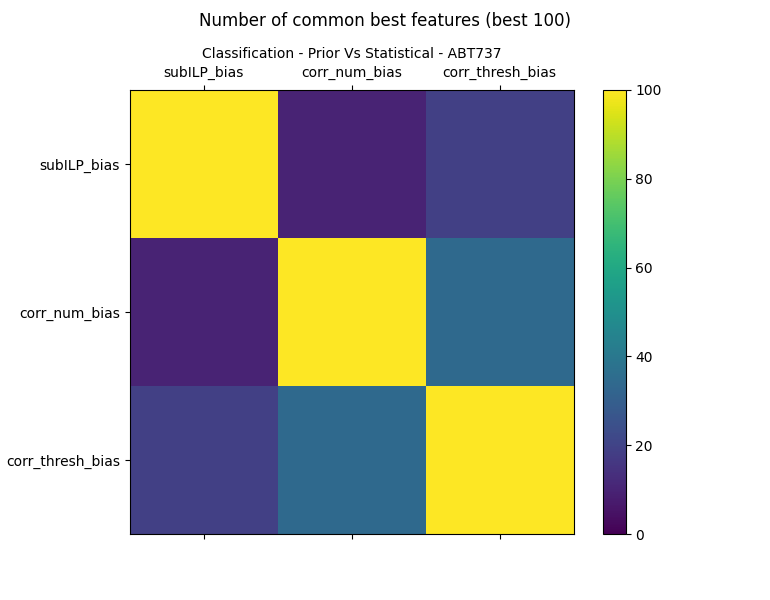 Number of common best features (best 100)
Classification - Prior Vs Statistical - ABT737
subILP_bias corr_num_bias corr_thresh_bias
subILP_bias
corr_num_bias
corr_thresh_bias
100
80
60
40
20
0